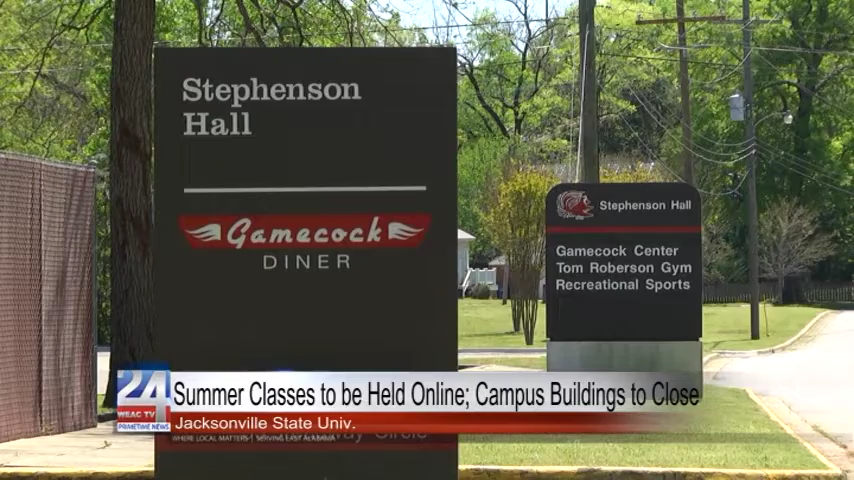 Stephenson
Hall
Gamecock
DINER
Stephenson Hall
Gamecock Center
Tom Roberson Gym
Recreational Sports
24
WEAC TV
PRIMETIME NEWS
Summer Classes to be Held Online; Campus Buildings to Close
Jacksonville State Univ.
WHERE LOCAL MATTERS SERVING EAST ALABAMA
Circle